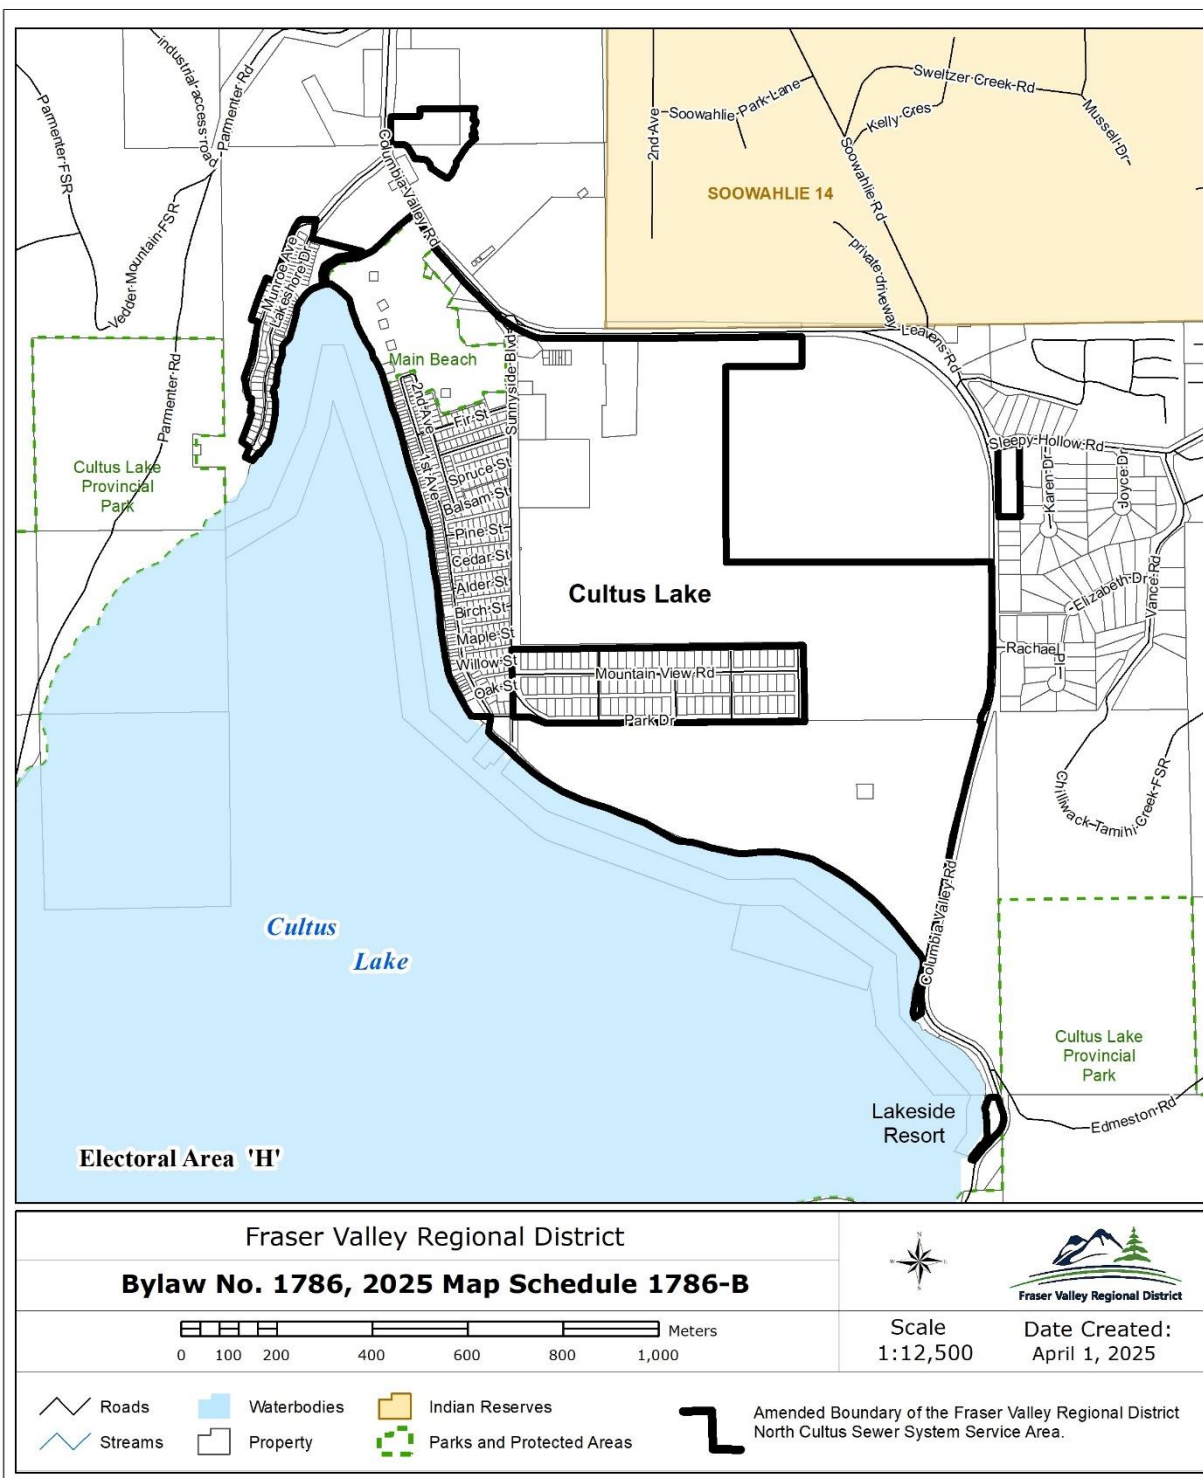 industrial-access-road
Parmenter-Rd
Parmenter-FSR
Vedder-Mountain-FSR
Parmenter-Rd
Columbia-Valley-Rd
Munroe-Ave
Lakeshore-Dr
2nd-Ave
Soowahlie-Park-Lane
Sweltzer-Creek-Rd
Kelly-Cres
Mussell-Dr
Soowahlie-Rd
SOOWAHLIE 14
private-driveway
Leavens-Rd
Main Beach
Sunnyside-Blvd
2nd-Ave
1st-Ave
Fir-St
Spruce-St
Balsam-St
Pine-St
Cedar-St
Alder-St
Birch-St
Maple-St
Willow-St
Oak-St
Cultus Lake
Provincial
Park
Sleepy-Hollow-Rd
Karen-Dr
Joyce-Dr
Elizabeth-Dr
Vance-Rd
Rachael
Pl
Cultus Lake
Mountain-View-Rd
Park-Dr
Chilliwack-Tamihi-Creek-FSR
Columbia-Valley-Rd
Cultus
Lake
Cultus Lake
Provincial
Park
Lakeside
Resort
Edmeston-Rd
Electoral Area 'H'
Fraser Valley Regional District
Bylaw No. 1786, 2025 Map Schedule 1786-B
N
W E
S
Fraser Valley Regional District
Meters
0 100 200 400 600 800 1,000
Scale
1:12,500
Date Created:
April 1, 2025
Roads
Waterbodies
Indian Reserves
Streams
Property
Parks and Protected Areas
Amended Boundary of the Fraser Valley Regional District
North Cultus Sewer System Service Area.